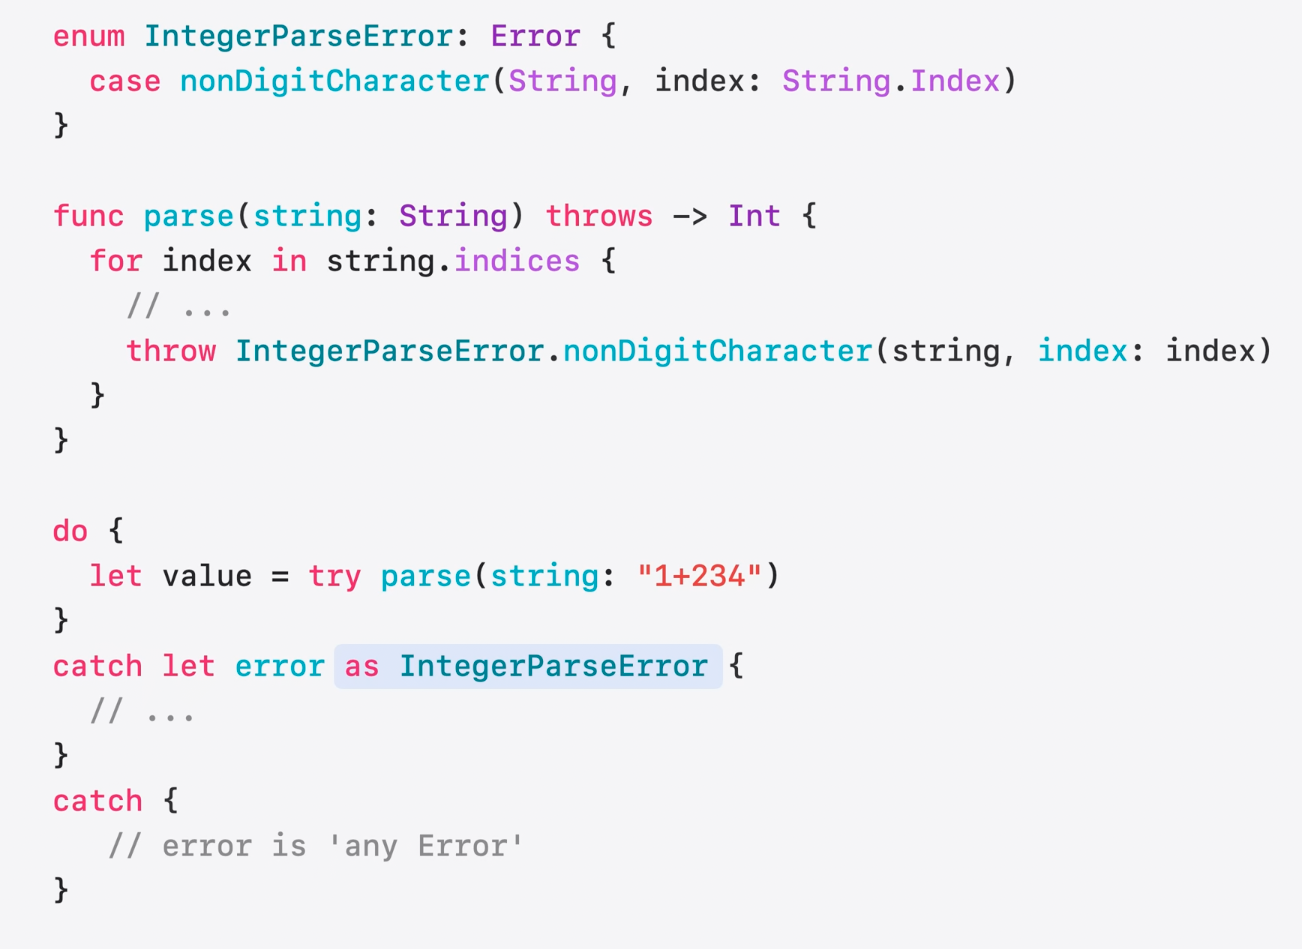 enum IntegerParseError: Error {
  case nonDigitCharacter(String, index: String.Index)
}

func parse(string: String) throws -> Int {
  for index in string.indices {
    // ...
    throw IntegerParseError.nonDigitCharacter(string, index: index)
  }
}

do {
  let value = try parse(string: "1+234")
}
catch let error as IntegerParseError {
  // ...
}
catch {
   // error is 'any Error'
}